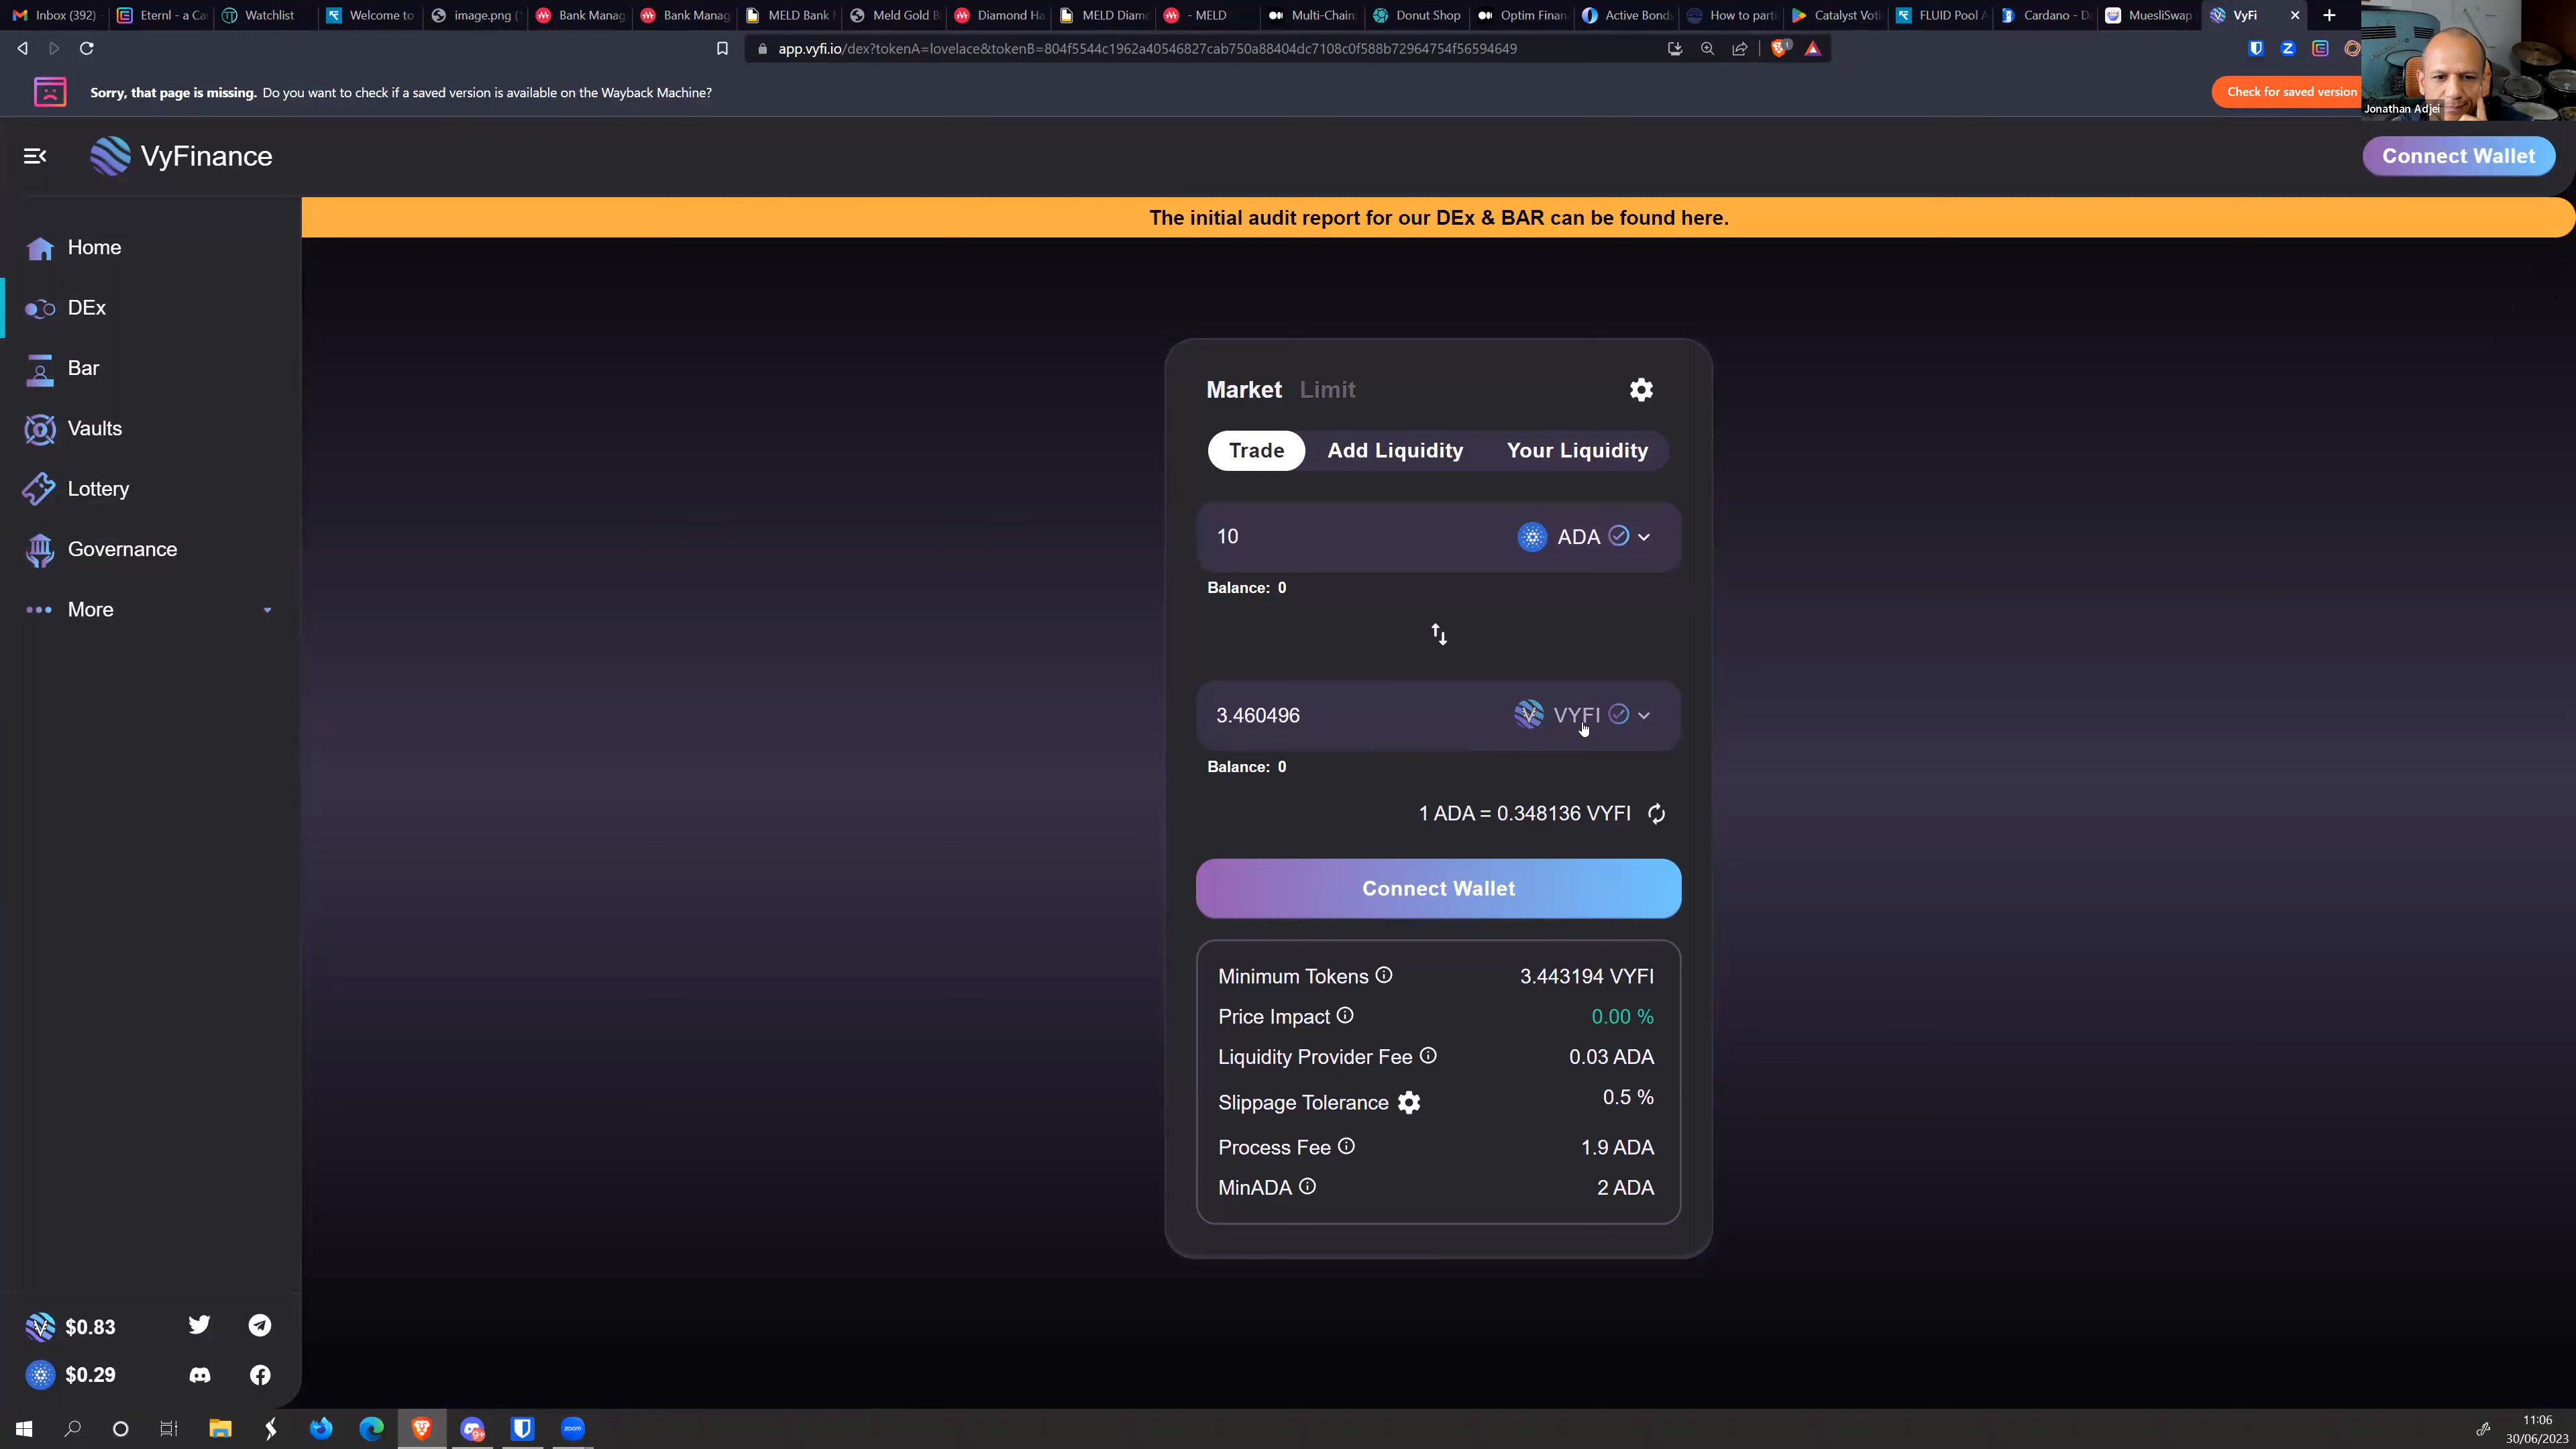 Inbox (392)
Eternl - a Ca
Watchlist
Welcome to
image.png (
Bank Manag
Bank Manag
MELD Bank
Meld Gold B
Diamond Ha
MELD Diamo
- MELD
Multi-Chain
Donut Shop
Optim Finan
Active Bond
How to parti
Catalyst Voti
FLUID Pool A
Cardano - D
MuesliSwap
VyFi
app.vyfi.io/dex?tokenA=lovelace&tokenB=804f5544c1962a40546827cab750a88404dc7108c0f588b72964754f56594649
Sorry, that page is missing. Do you want to check if a saved version is available on the Wayback Machine?
Check for saved version
Jonathan Adjei
VyFinance
Connect Wallet
The initial audit report for our DEx & BAR can be found here.
Home
DEx
Bar
Vaults
Lottery
Governance
More
Market Limit
Trade Add Liquidity Your Liquidity
10 ADA
Balance: 0
3.460496 VYFI
Balance: 0
1 ADA = 0.348136 VYFI
Connect Wallet
Minimum Tokens 3.443194 VYFI
Price Impact 0.00 %
Liquidity Provider Fee 0.03 ADA
Slippage Tolerance 0.5 %
Process Fee 1.9 ADA
MinADA 2 ADA
$0.83
$0.29
zoom
11:06
30/06/2023